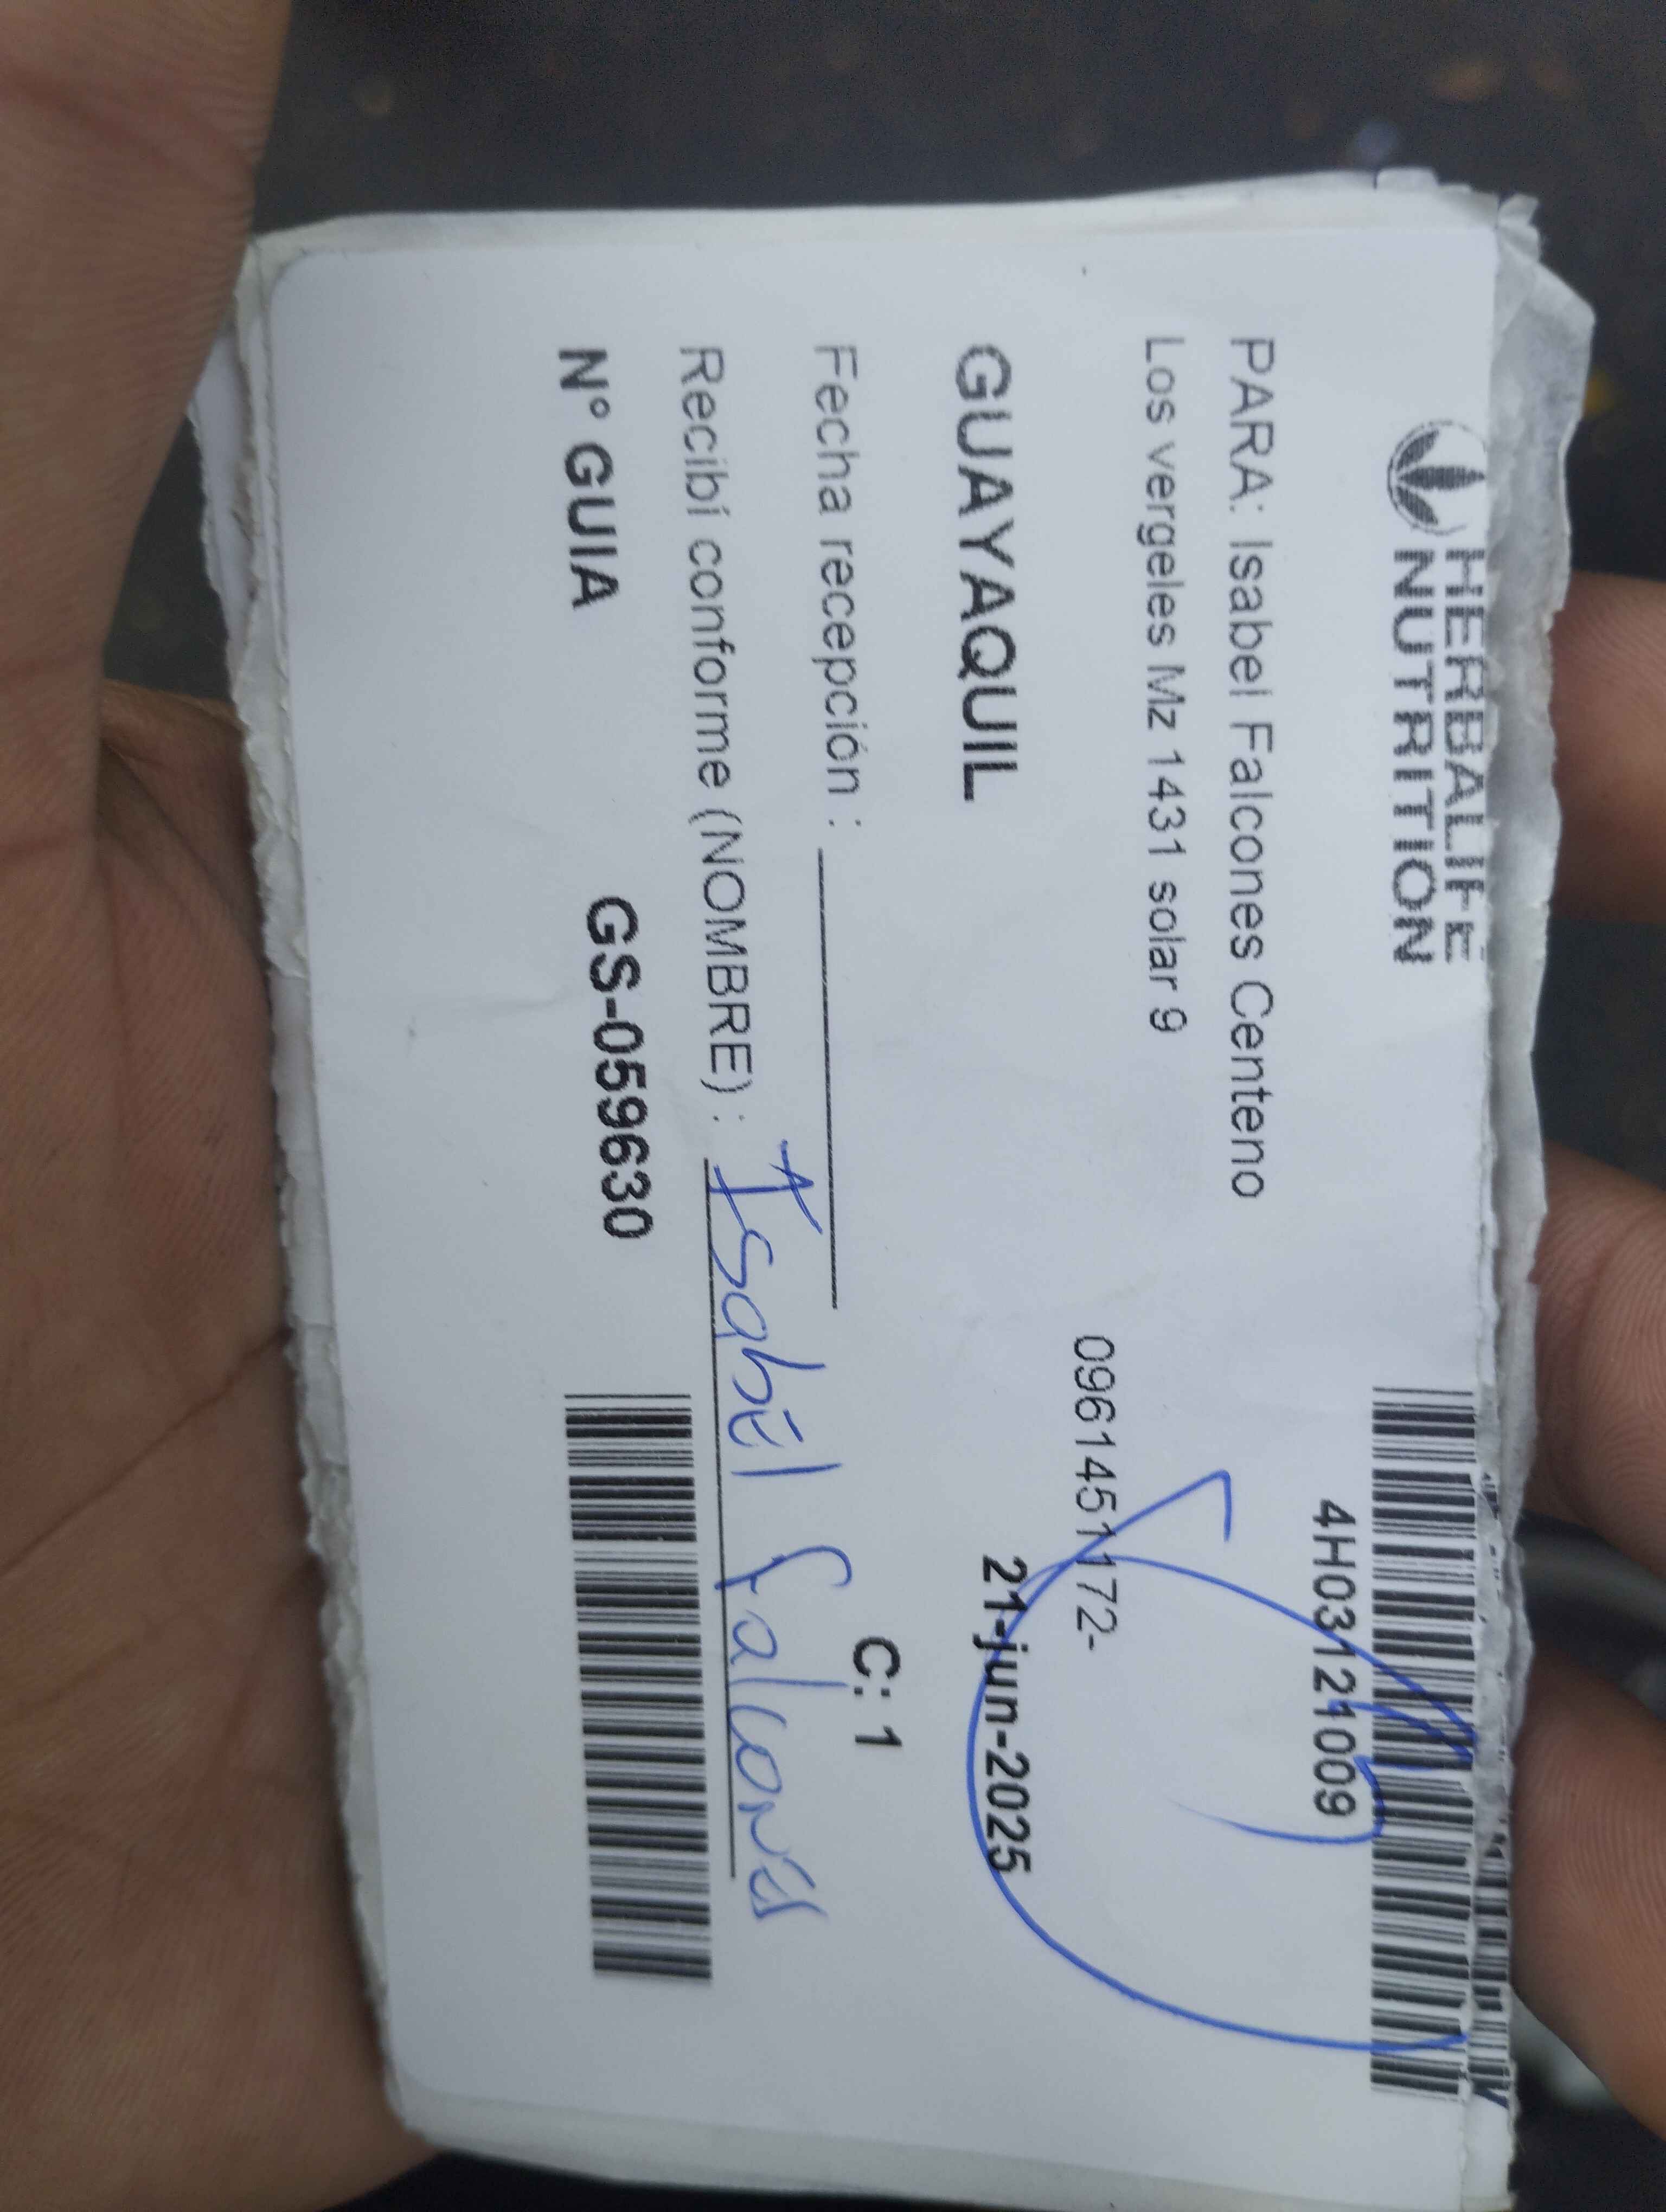 HERBALIFE
NUTRITION
4H03121009
PARA: Isabel Falcones Centeno
Los vergeles Mz 1431 solar 9
0961451172-
GUAYAQUIL
21-jun-2025
Fecha recepción :
C: 1
Recibí conforme (NOMBRE) : Isabel Falcones
N° GUIA
GS-059630